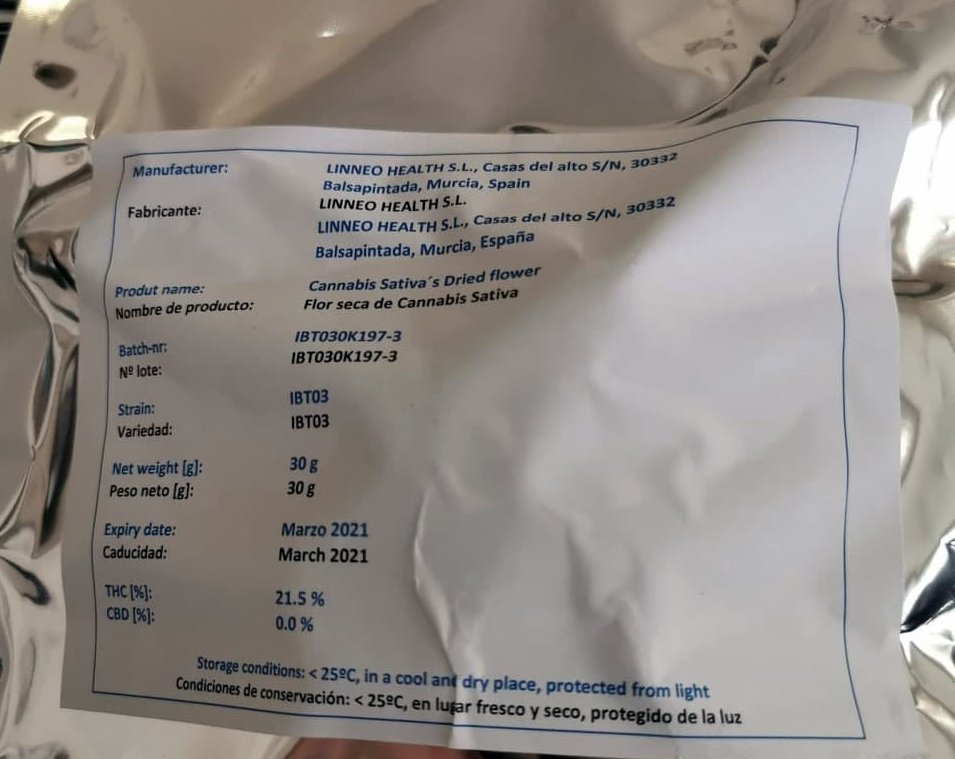 Manufacturer: LINNEO HEALTH S.L., Casas del alto S/N, 30332
Balsapintada, Murcia, Spain
Fabricante: LINNEO HEALTH S.L.
LINNEO HEALTH S.L., Casas del alto S/N, 30332
Balsapintada, Murcia, España
Produt name: Cannabis Sativa´s Dried flower
Nombre de producto: Flor seca de Cannabis Sativa
Batch-nr: IBT030K197-3
Nº lote: IBT030K197-3
Strain: IBT03
Variedad: IBT03
Net weight [g]: 30 g
Peso neto [g]: 30 g
Expiry date: Marzo 2021
Caducidad: March 2021
THC [%]: 21.5 %
CBD [%]: 0.0 %
Storage conditions: < 25ºC, in a cool and dry place, protected from light
Condiciones de conservación: < 25ºC, en lugar fresco y seco, protegido de la luz